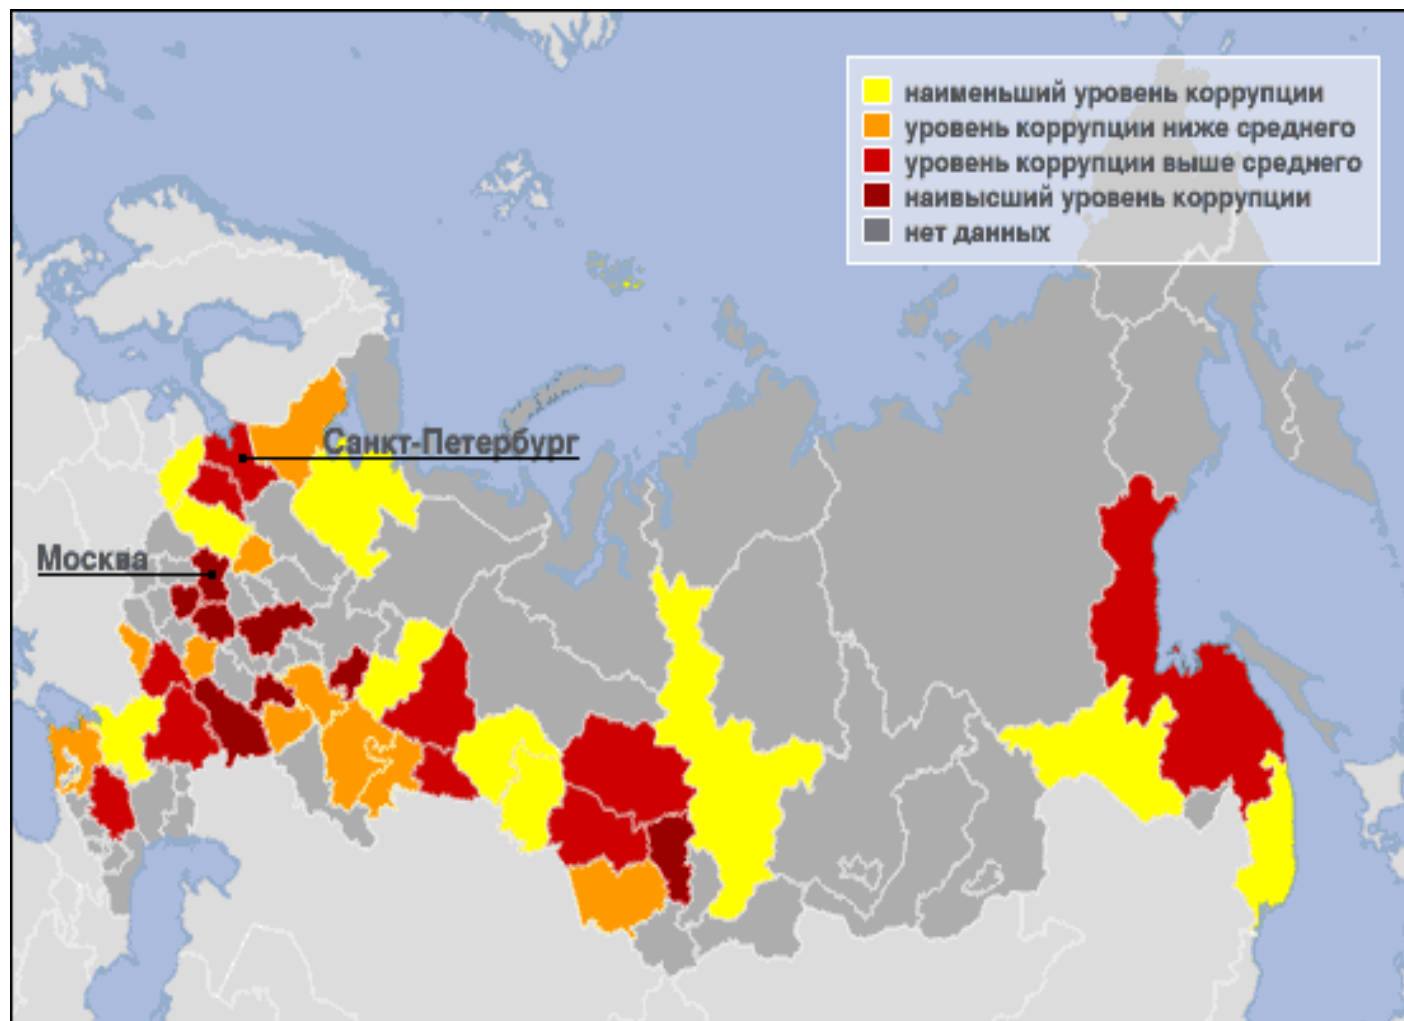 наименьший уровень коррупции
уровень коррупции ниже среднего
уровень коррупции выше среднего
наивысший уровень коррупции
нет данных
Санкт-Петербург
Москва